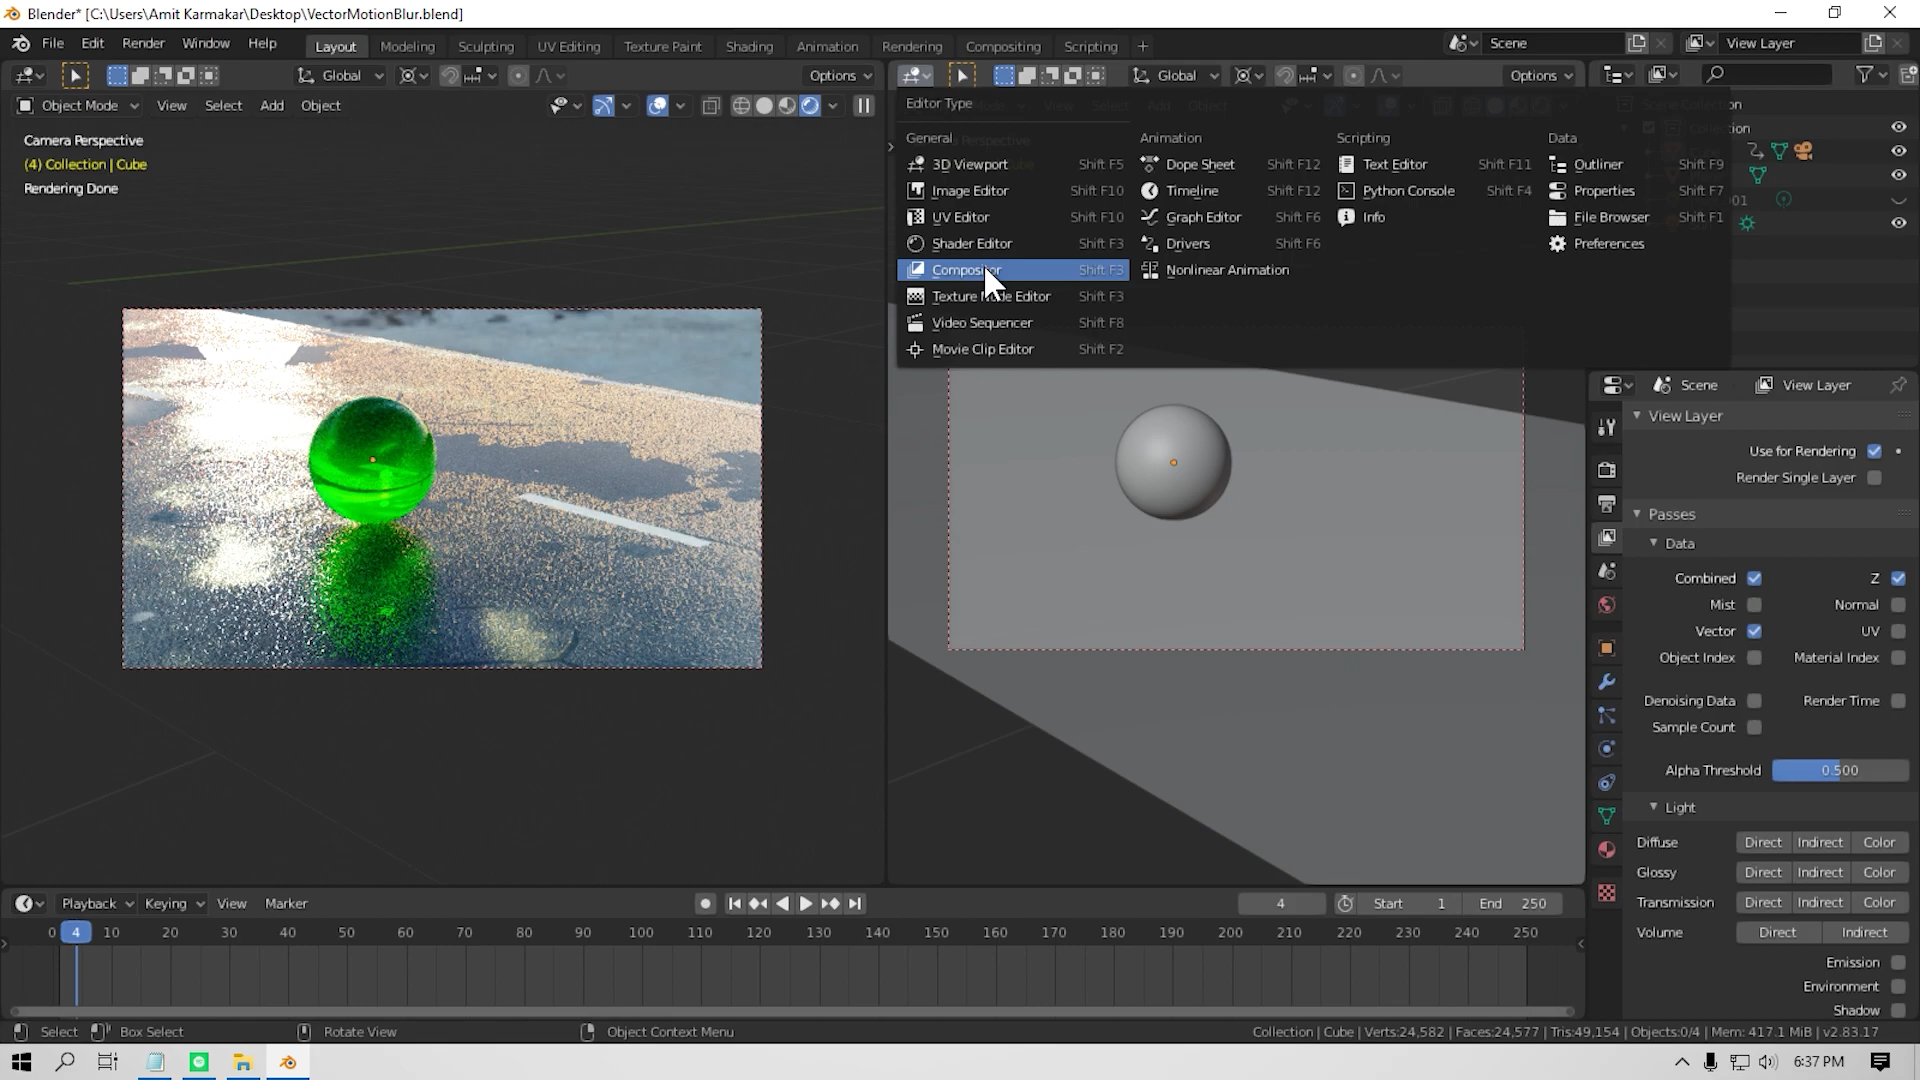 Blender* [C:\Users\Amit Karmakar\Desktop\VectorMotionBlur.blend]
File Edit Render Window Help Layout Modeling Sculpting UV Editing Texture Paint Shading Animation Rendering Compositing Scripting + Scene View Layer
Global Options Global Options
Object Mode View Select Add Object
Camera Perspective
(4) Collection | Cube
Rendering Done
Editor Type
General Animation Scripting Data
3D Viewport Shift F5 Dope Sheet Shift F12 Text Editor Shift F11 Outliner Shift F9
Image Editor Shift F10 Timeline Shift F12 Python Console Shift F4 Properties Shift F7
UV Editor Shift F10 Graph Editor Shift F6 Info File Browser Shift F1
Shader Editor Shift F3 Drivers Shift F6 Preferences
Compositor Shift F3 Nonlinear Animation
Texture Shift F3
Video Sequencer Shift F8
Movie Clip Editor Shift F2
Scene View Layer
View Layer
Use for Rendering
Render Single Layer
Passes
Data
Combined Z
Mist Normal
Vector UV
Object Index Material Index
Denoising Data Render Time
Sample Count
Alpha Threshold 0.500
Light
Diffuse Direct Indirect Color
Glossy Direct Indirect Color
Transmission Direct Indirect Color
Volume Direct Indirect
Emission
Environment
Shadow
Playback Keying View Marker 4 Start 1 End 250
0 4 10 20 30 40 50 60 70 80 90 100 110 120 130 140 150 160 170 180 190 200 210 220 230 240 250
Select Box Select Rotate View Object Context Menu Collection | Cube | Verts:24,582 | Faces:24,577 | Tris:49,154 | Objects:0/4 | Mem: 417.1 MiB | v2.83.17
6:37 PM